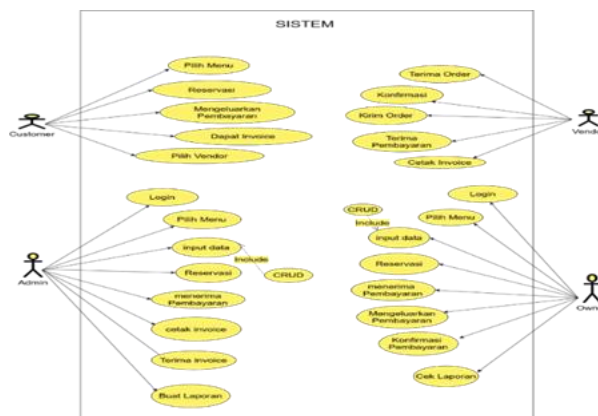 SISTEM
Pilih Menu
Reservasi
Mengeluarkan
Pembayaran
Dapat Invoice
Pilih Vendor
Customer
Terima Order
Konfirmasi
Kirim Order
Terima
Pembayaran
Cetak Invoice
Vendo
Login
Pilih Menu
input data
Include
Reservasi
CRUD
menerima
Pembayaran
cetak invoice
Terima Invoice
Buat Laporan
Admin
Login
CRUD
Include
Pilih Menu
input data
Reservasi
menerima
Pembayaran
Mengeluarkan
Pembayaran
Konfirmasi
Pembayaran
Cek Laporan
Own